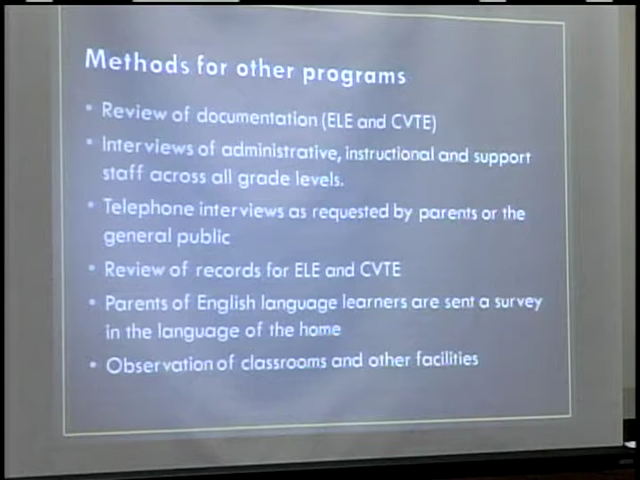 Methods for other programs
• Review of documentation (ELE and CVTE)
• Interviews of administrative, instructional and support
staff across all grade levels.
• Telephone interviews as requested by parents or the
general public
• Review of records for ELE and CVTE
• Parents of English language learners are sent a survey
in the language of the home
• Observation of classrooms and other facilities